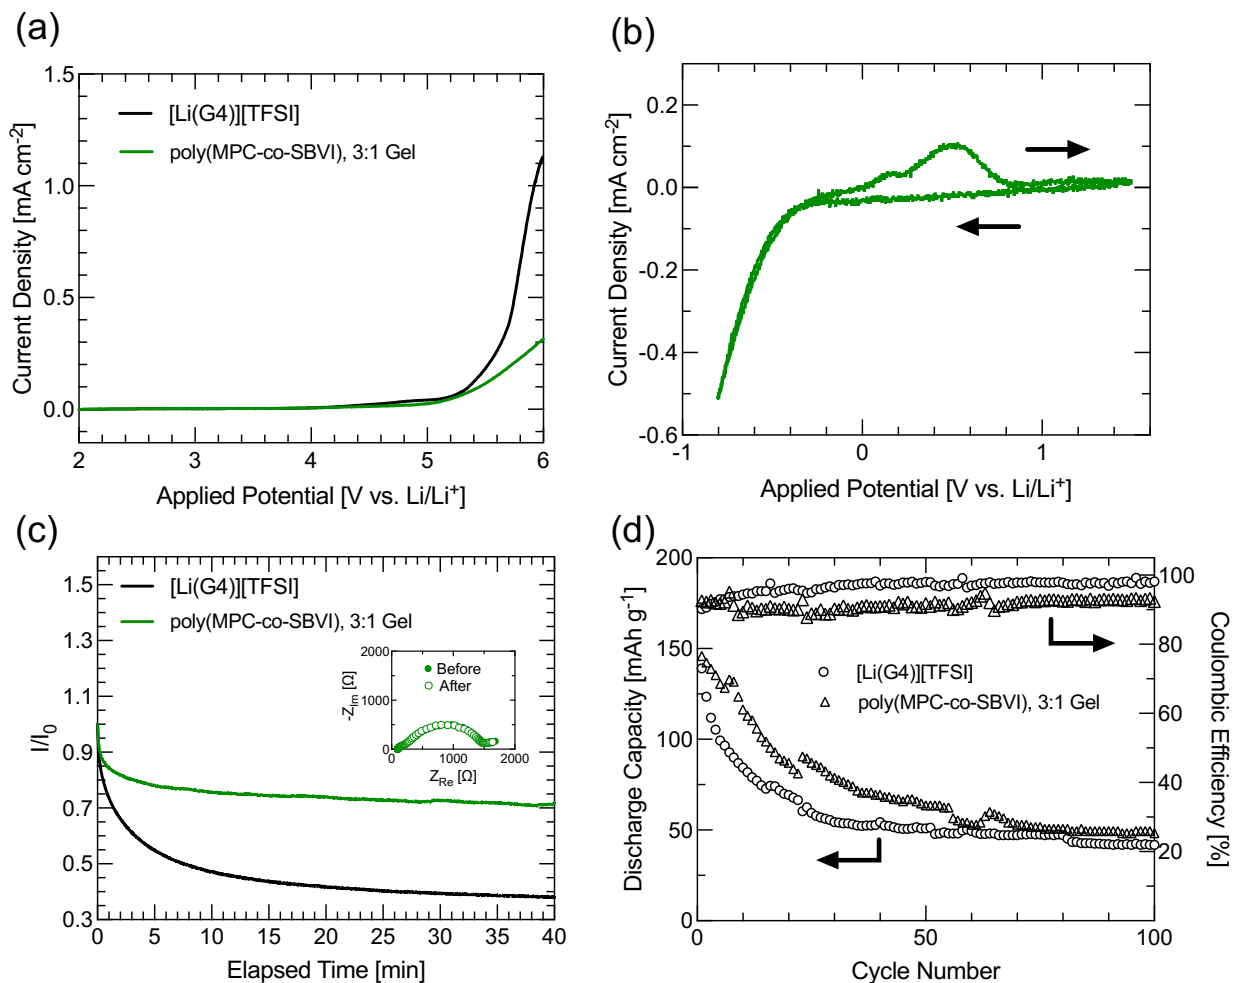 (a)
1.5
1.0
0.5
0.0
2
3
4
5
6
Current Density [mA cm-2]
Applied Potential [V vs. Li/Li+]
[Li(G4)][TFSI]
poly(MPC-co-SBVI), 3:1 Gel
(b)
0.2
0.0
-0.2
-0.4
-0.6
-1
0
1
Current Density [mA cm-2]
Applied Potential [V vs. Li/Li+]
(c)
1.5
1.3
1.1
0.9
0.7
0.5
0.3
0
5
10
15
20
25
30
35
40
I/I0
Elapsed Time [min]
[Li(G4)][TFSI]
poly(MPC-co-SBVI), 3:1 Gel
2000
1000
0
0
1000
2000
-ZIm [Ω]
ZRe [Ω]
Before
After
(d)
200
150
100
50
0
0
50
100
100
80
60
40
20
Discharge Capacity [mAh g-1]
Coulombic Efficiency [%]
Cycle Number
[Li(G4)][TFSI]
poly(MPC-co-SBVI), 3:1 Gel